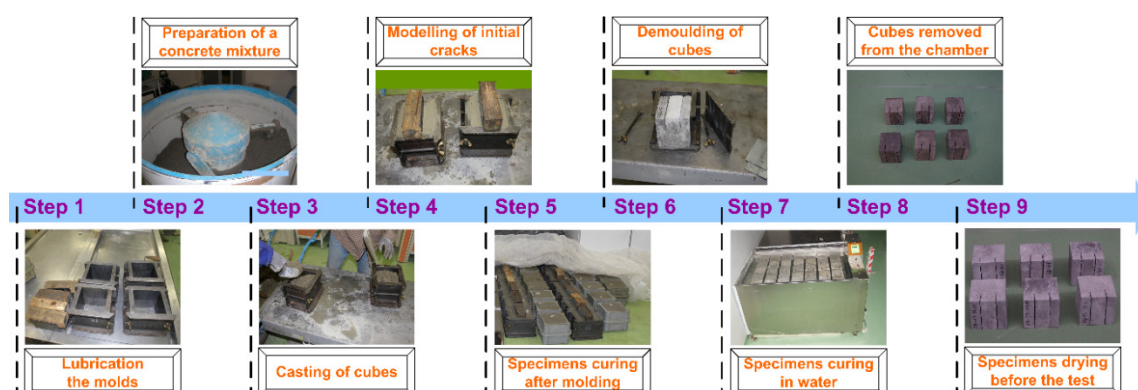 Preparation of a
concrete mixture
Modelling of initial
cracks
Demoulding of
cubes
Cubes removed
from the chamber
Step 1
Step 2
Step 3
Step 4
Step 5
Step 6
Step 7
Step 8
Step 9
Lubrication
the molds
Casting of cubes
Specimens curing
after molding
Specimens curing
in water
Specimens drying
before the test